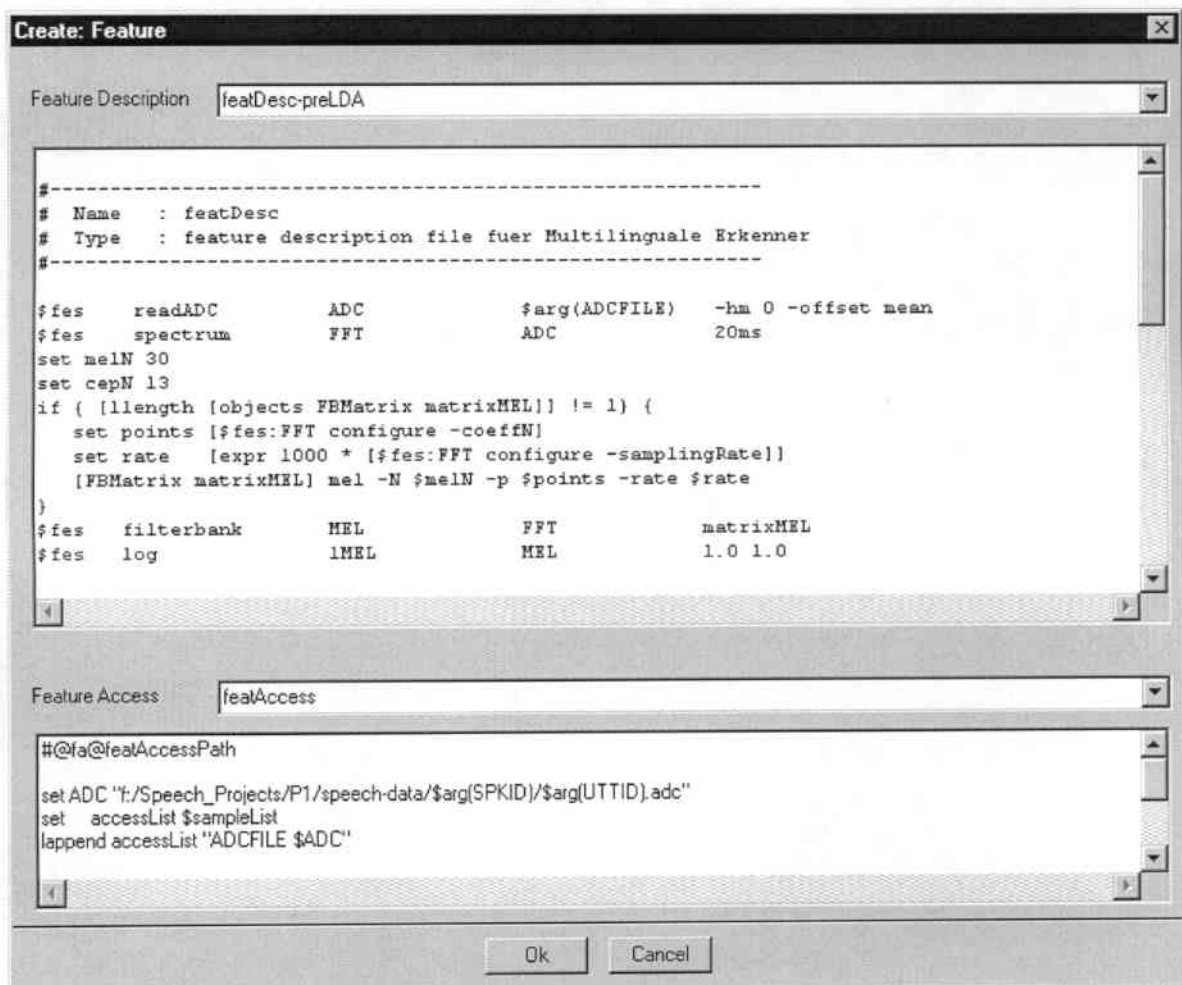 Create: Feature
Feature Description featDesc-preLDA
#-----------------------------------------------------------
# Name : featDesc
# Type : feature description file fuer Multilinguale Erkenner
#-----------------------------------------------------------
$fes readADC ADC $arg(ADCFILE) -hm 0 -offset mean
$fes spectrum FFT ADC 20ms
set melN 30
set cepN 13
if { [llength [objects FBMatrix matrixMEL]] != 1} {
set points [$fes:FFT configure -coeffN]
set rate [expr 1000 * [$fes:FFT configure -samplingRate]]
[FBMatrix matrixMEL] mel -N $melN -p $points -rate $rate
}
$fes filterbank MEL FFT matrixMEL
$fes log lMEL MEL 1.0 1.0
Feature Access featAccess
#@fa@featAccessPath
set ADC "f:/Speech_Projects/P1/speech-data/$arg(SPKID)/$arg(UTTID).adc"
set accessList $sampleList
lappend accessList "ADCFILE $ADC"
Ok Cancel